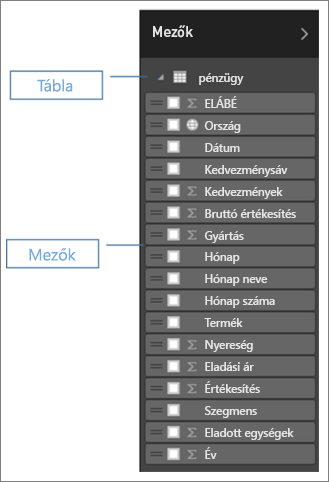 Mezők
Tábla
pénzügy
ELÁBÉ
Ország
Dátum
Kedvezménysáv
Kedvezmények
Bruttó értékesítés
Gyártás
Mezők
Hónap
Hónap neve
Hónap száma
Termék
Nyereség
Eladási ár
Értékesítés
Szegmens
Eladott egységek
Év